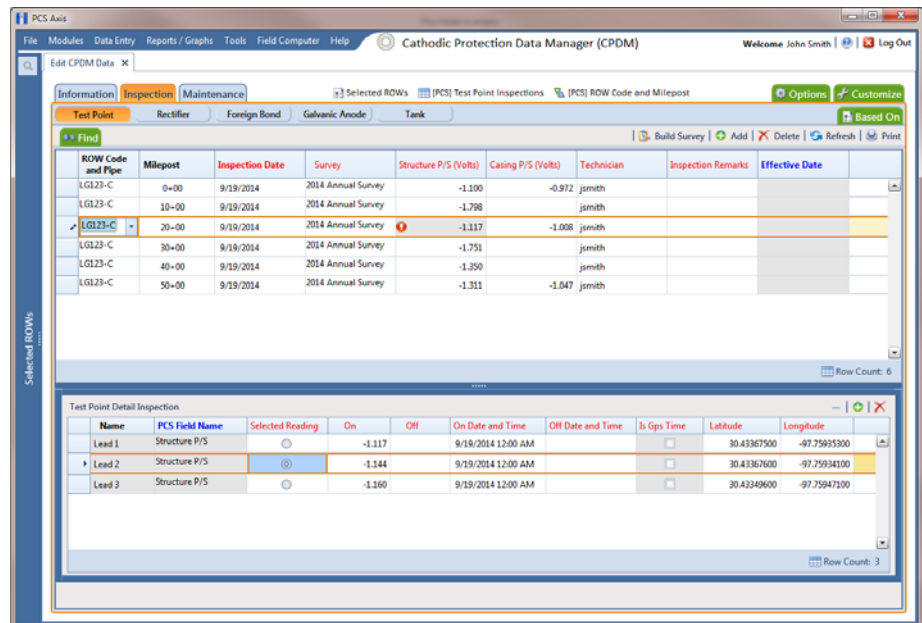 PCS Axis
File Modules Data Entry Reports / Graphs Tools Field Computer Help Cathodic Protection Data Manager (CPDM) Welcome John Smith | | Log Out
Edit CPDM Data ×
Information Inspection Maintenance Selected ROWs [PCS] Test Point Inspections [PCS] ROW Code and Milepost Options Customize
Test Point Rectifier Foreign Bond Galvanic Anode Tank Based On
Find | Build Survey | Add | Delete | Refresh | Print
ROW Code and Pipe Milepost Inspection Date Survey Structure P/S (Volts) Casing P/S (Volts) Technician Inspection Remarks Effective Date
LG123-C 0+00 9/19/2014 2014 Annual Survey -1.100 -0.972 jsmith
LG123-C 10+00 9/19/2014 2014 Annual Survey -1.798 jsmith
LG123-C 20+00 9/19/2014 2014 Annual Survey -1.117 -1.008 jsmith
LG123-C 30+00 9/19/2014 2014 Annual Survey -1.751 jsmith
LG123-C 40+00 9/19/2014 2014 Annual Survey -1.350 jsmith
LG123-C 50+00 9/19/2014 2014 Annual Survey -1.311 -1.047 jsmith
Selected ROWs
Row Count: 6
Test Point Detail Inspection
Name PCS Field Name Selected Reading On Off On Date and Time Off Date and Time Is Gps Time Latitude Longitude
Lead 1 Structure P/S -1.117 9/19/2014 12:00 AM 30.43367500 -97.75935300
Lead 2 Structure P/S -1.144 9/19/2014 12:00 AM 30.43367600 -97.75934100
Lead 3 Structure P/S -1.160 9/19/2014 12:00 AM 30.43349600 -97.75947100
Row Count: 3